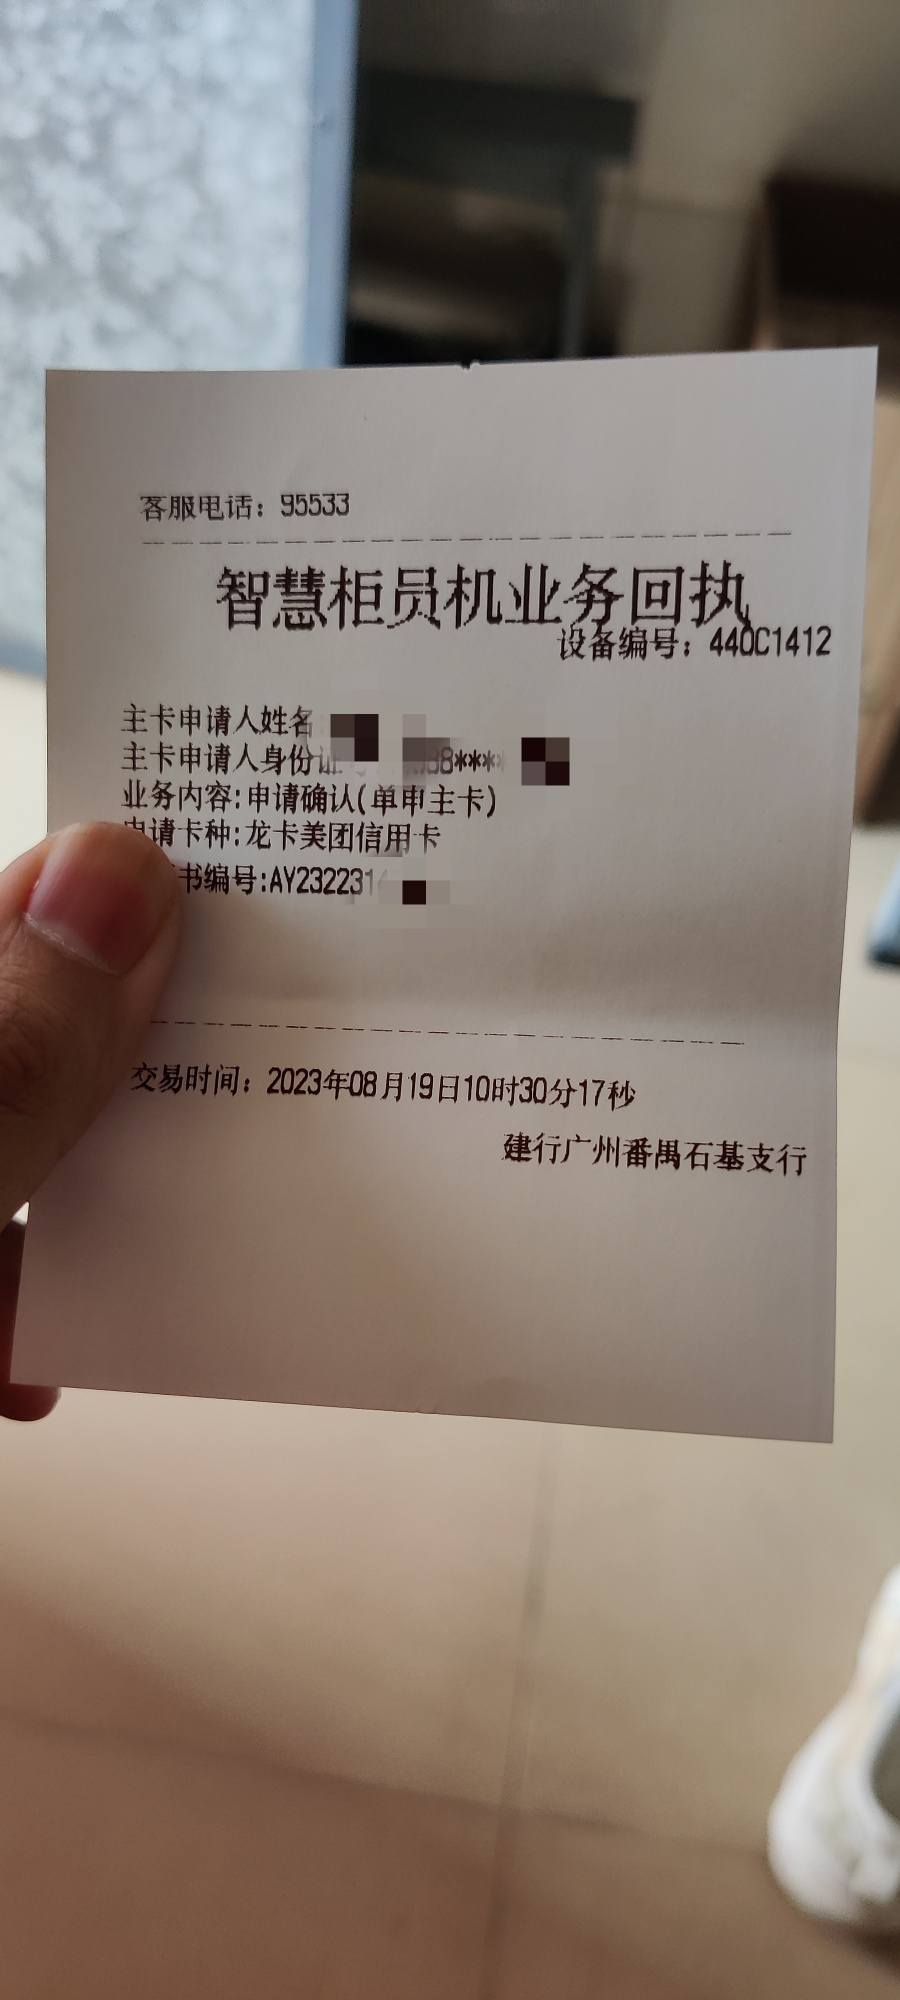 客服电话：95533
智慧柜员机业务回执
设备编号：440C1412
主卡申请人姓名
主卡申请人身份证 88****
业务内容:申请确认(单申主卡)
申请卡种:龙卡美团信用卡
书编号:AY2322314
交易时间：2023年08月19日10时30分17秒
建行广州番禺石基支行